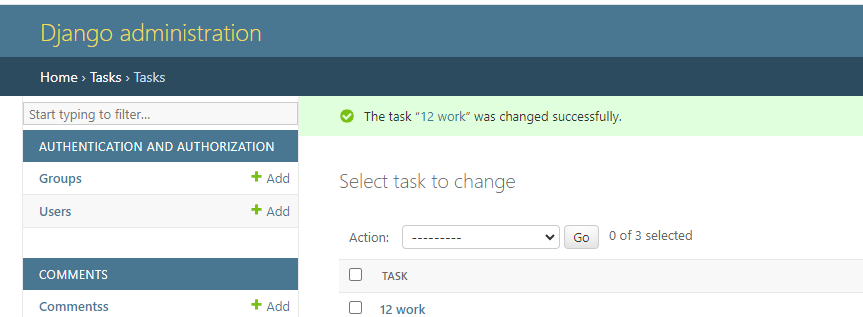 Django administration
Home › Tasks › Tasks
Start typing to filter...
AUTHENTICATION AND AUTHORIZATION
Groups + Add
Users + Add
COMMENTS
Commentss + Add
The task “12 work” was changed successfully.
Select task to change
Action: --------- Go 0 of 3 selected
TASK
12 work